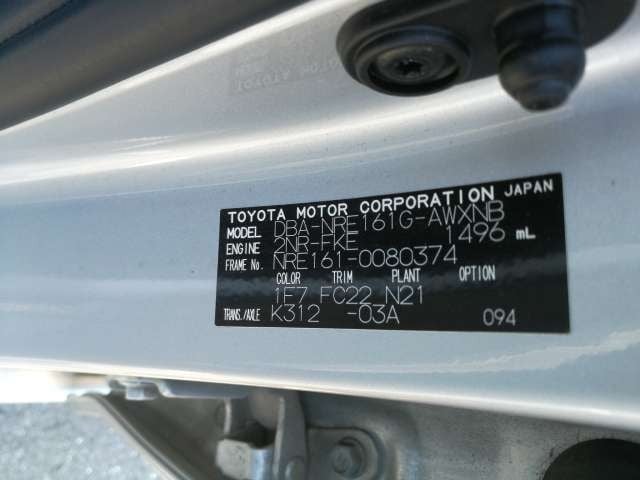 TOYOTA MOTOR CORPORATION JAPAN
MODEL DBA-NRE161G-AWXNB
ENGINE 2NR-FKE 1496 mL
FRAME No. NRE161-0080374
COLOR TRIM PLANT OPTION
1E7 FC22 N21
TRANS./AXLE K312 -03A 094